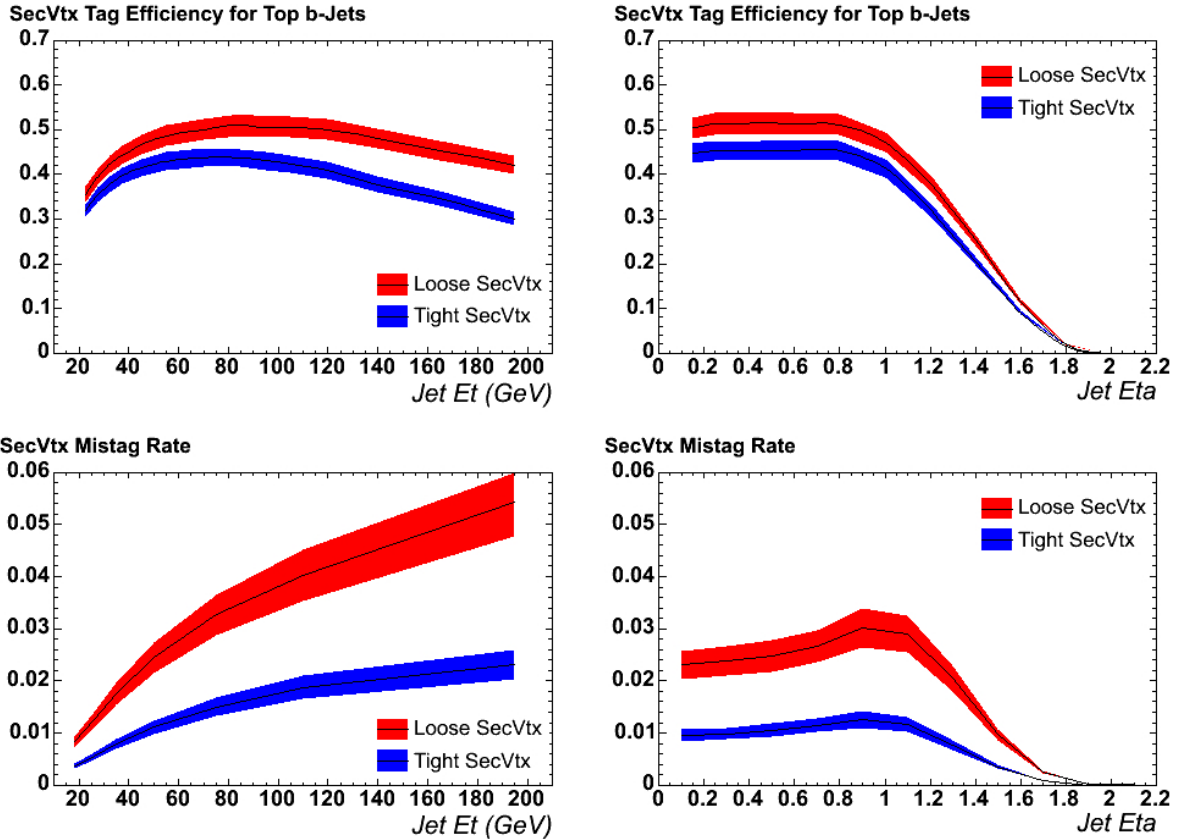 SecVtx Tag Efficiency for Top b-Jets
0.7
0.6
0.5
0.4
0.3
0.2
0.1
0
Loose SecVtx
Tight SecVtx
20 40 60 80 100 120 140 160 180 200
Jet Et (GeV)
SecVtx Tag Efficiency for Top b-Jets
0.7
0.6
0.5
0.4
0.3
0.2
0.1
0
Loose SecVtx
Tight SecVtx
0 0.2 0.4 0.6 0.8 1 1.2 1.4 1.6 1.8 2 2.2
Jet Eta
SecVtx Mistag Rate
0.06
0.05
0.04
0.03
0.02
0.01
0
Loose SecVtx
Tight SecVtx
20 40 60 80 100 120 140 160 180 200
Jet Et (GeV)
SecVtx Mistag Rate
0.06
0.05
0.04
0.03
0.02
0.01
0
Loose SecVtx
Tight SecVtx
0 0.2 0.4 0.6 0.8 1 1.2 1.4 1.6 1.8 2 2.2
Jet Eta